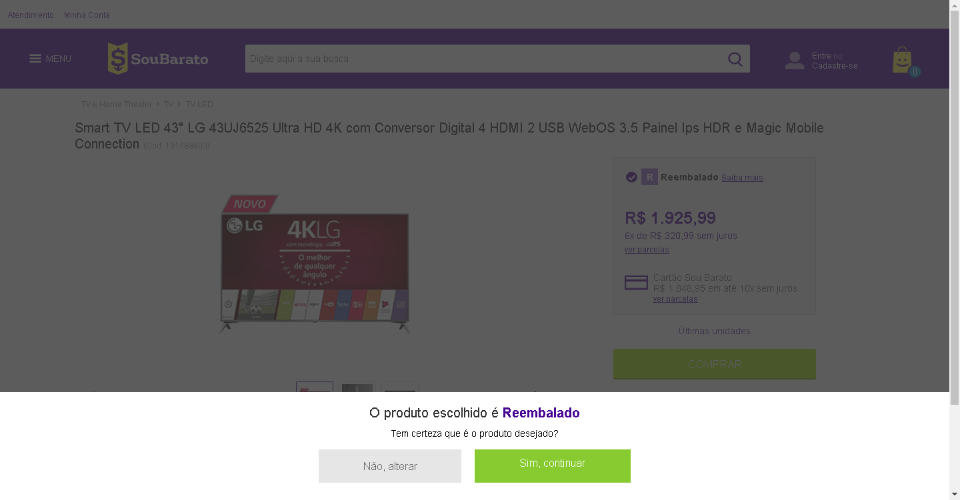 Atendimento Minha Conta
MENU
SouBarato
Digite aqui a sua busca
Entre ou
Cadastre-se
0
TV e Home Theater > TV > TV LED
Smart TV LED 43" LG 43UJ6525 Ultra HD 4K com Conversor Digital 4 HDMI 2 USB WebOS 3.5 Painel Ips HDR e Magic Mobile
Connection
R Reembalado Saiba mais
NOVO
LG
4KLG
O melhor
de qualquer
ângulo
R$ 1.925,99
6x de R$ 320,99 sem juros
ver parcelas
Cartão Sou Barato
R$ 1.848,95 em até 10x sem juros
ver parcelas
Últimas unidades
COMPRAR
O produto escolhido é Reembalado
Tem certeza que é o produto desejado?
Não, alterar
Sim, continuar